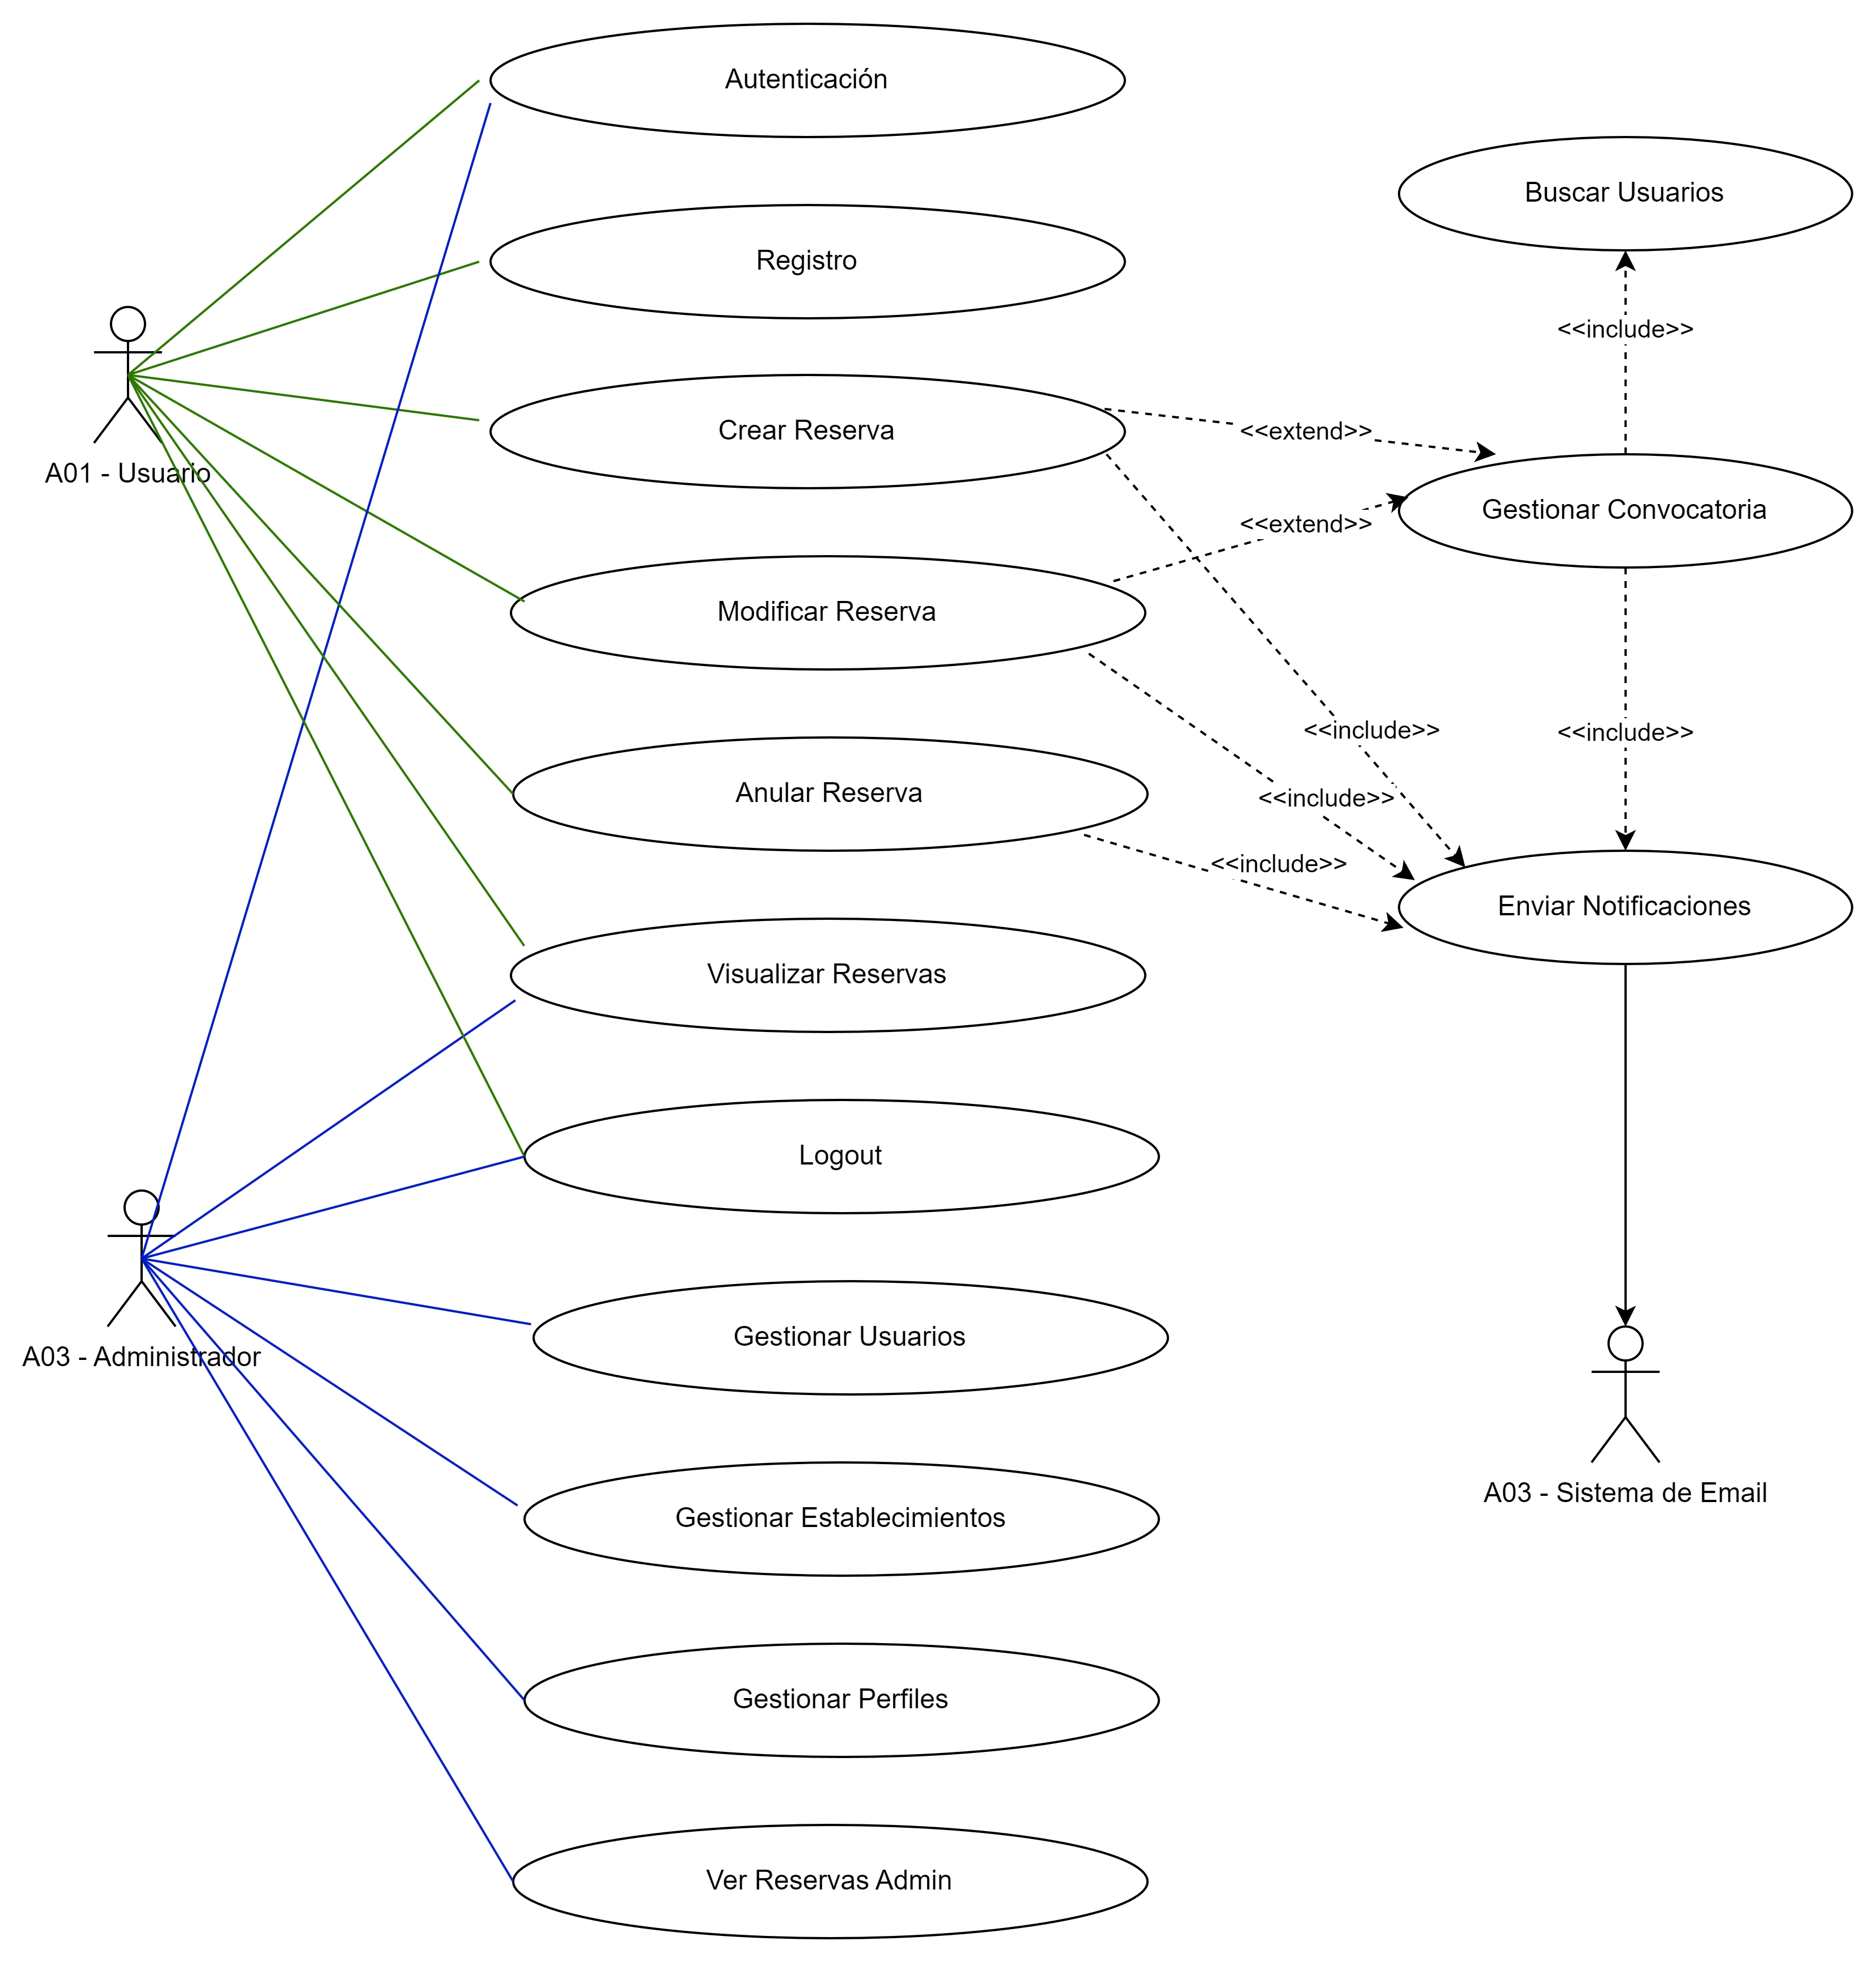 Autenticación
Buscar Usuarios
Registro
<<include>>
Crear Reserva
<<extend>>
A01 - Usuario
Gestionar Convocatoria
<<extend>>
Modificar Reserva
<<include>>
<<include>>
Anular Reserva
<<include>>
<<include>>
Enviar Notificaciones
Visualizar Reservas
Logout
Gestionar Usuarios
A03 - Administrador
A03 - Sistema de Email
Gestionar Establecimientos
Gestionar Perfiles
Ver Reservas Admin